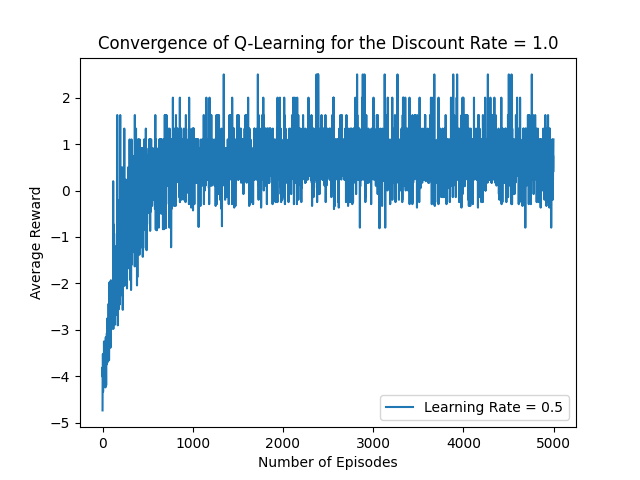 Convergence of Q-Learning for the Discount Rate = 1.0
2
1
0
−1
−2
−3
−4
−5
Average Reward
0 1000 2000 3000 4000 5000
Number of Episodes
Learning Rate = 0.5